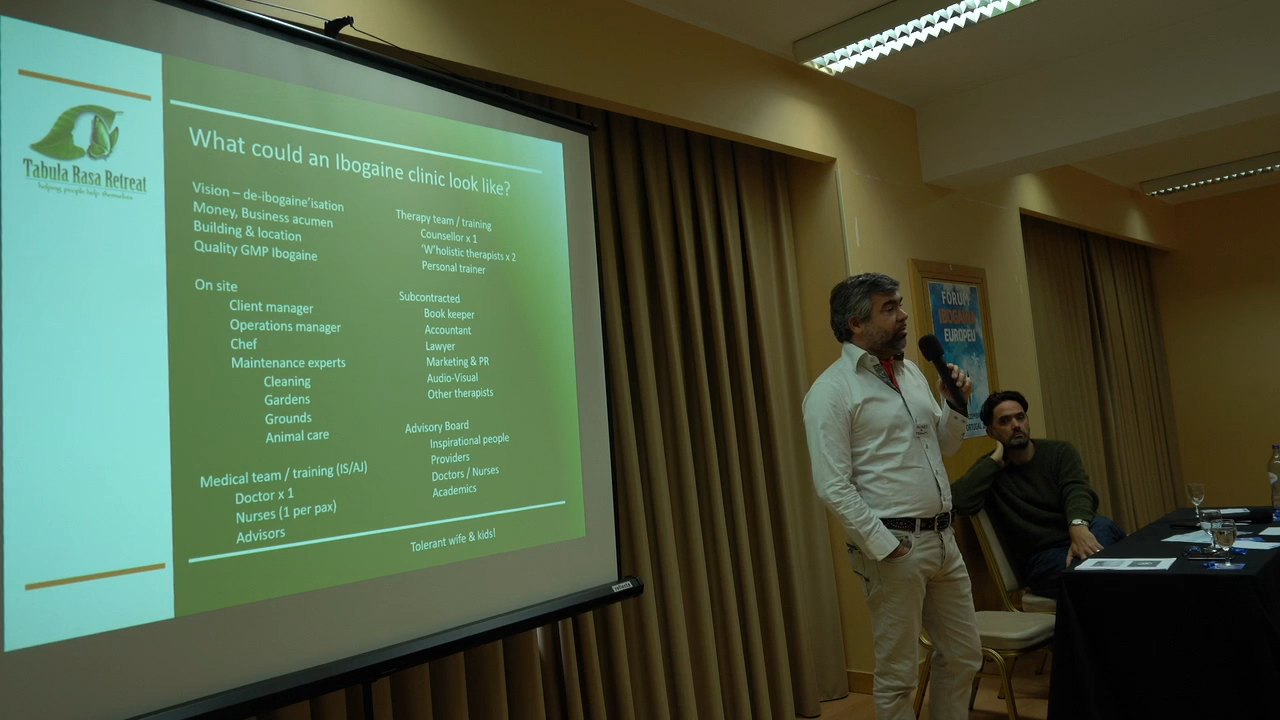 Tabula Rasa Retreat
helping people help themselves
What could an Ibogaine clinic look like?
Vision – de-ibogaine'isation
Money, Business acumen
Building & location
Quality GMP Ibogaine
On site
Client manager
Operations manager
Chef
Maintenance experts
Cleaning
Gardens
Grounds
Animal care
Medical team / training (IS/AJ)
Doctor x 1
Nurses (1 per pax)
Advisors
Therapy team / training
Counsellor x 1
'W'holistic therapists x 2
Personal trainer
Subcontracted
Book keeper
Accountant
Lawyer
Marketing & PR
Audio-Visual
Other therapists
Advisory Board
Inspirational people
Providers
Doctors / Nurses
Academics
Tolerant wife & kids!
FORUM
IBOGAINA
EUROPEU